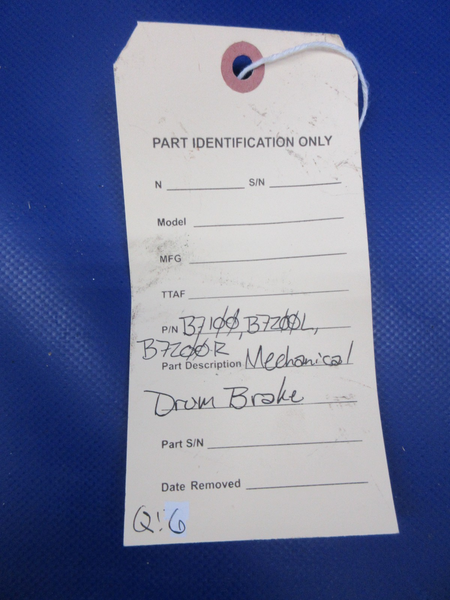 PART IDENTIFICATION ONLY
N S/N
Model
MFG
TTAF
P/N B7100, B7200L,
B7200R
Part Description Mechanical
Drum Brake
Part S/N
Date Removed
Q: 6